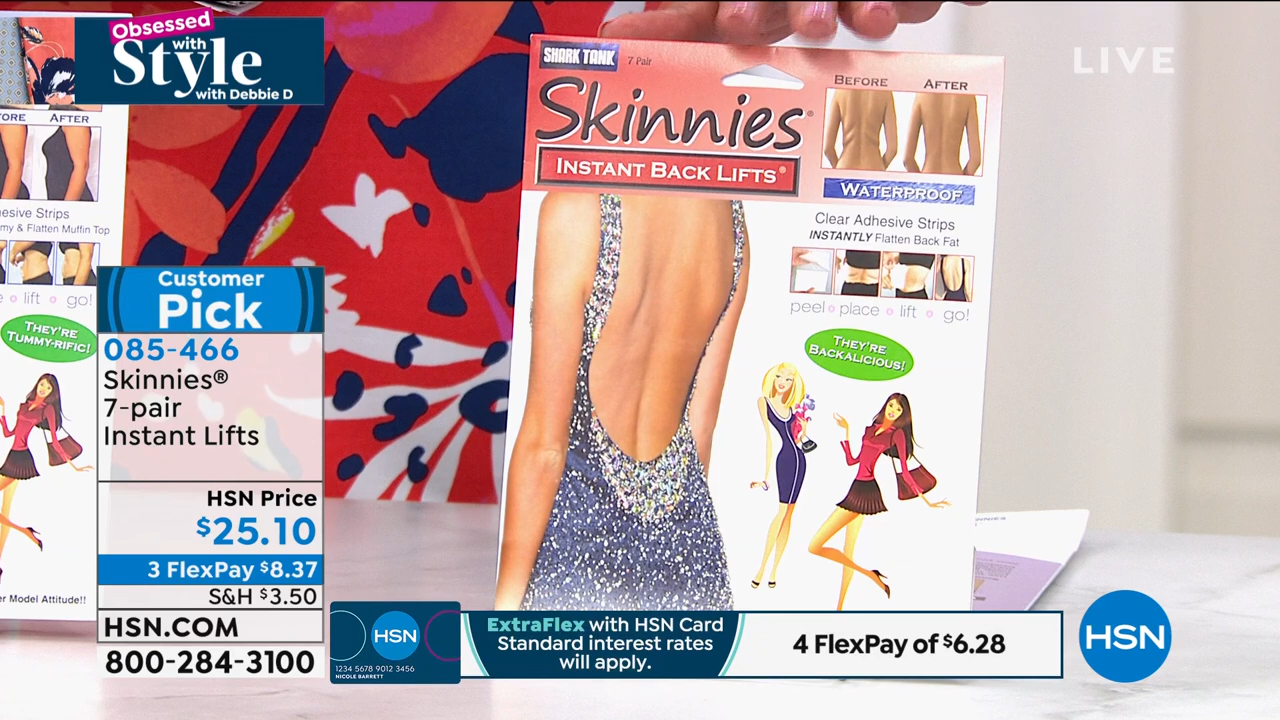 Obsessed
with
Style
with Debbie D
LIVE
AFTER
esive Strips
my & Flatten Muffin Top
lift go!
THEY'RE
TUMMY-RIFIC!
er Model Attitude!!
Customer
Pick
085-466
Skinnies®
7-pair
Instant Lifts
HSN Price
$25.10
3 FlexPay $8.37
S&H $3.50
HSN.COM
800-284-3100
SHARK TANK
7 Pair
Skinnies®
INSTANT BACK LIFTS®
BEFORE AFTER
WATERPROOF
Clear Adhesive Strips
INSTANTLY Flatten Back Fat
peel place lift go!
THEY'RE
BACKALICIOUS!
HSN
1234 5678 9012 3456
NICOLE BARRETT
ExtraFlex with HSN Card
Standard interest rates
will apply.
4 FlexPay of $6.28
HSN